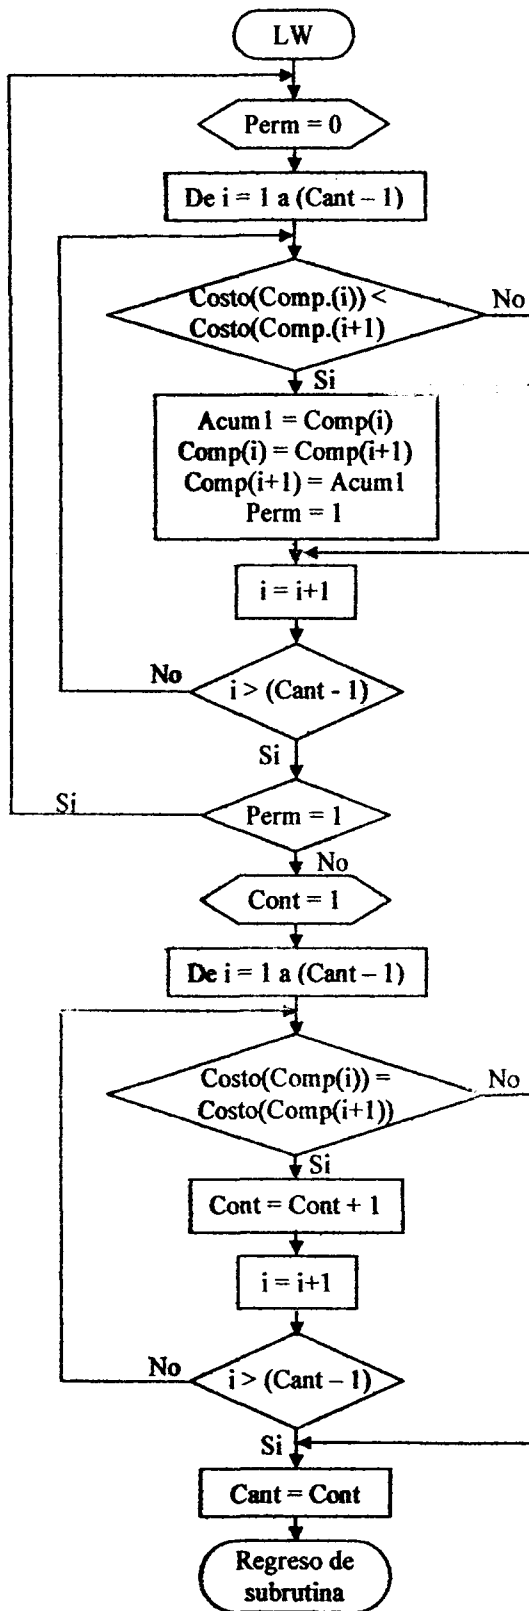 LW
Perm = 0
De i = 1 a (Cant – 1)
Costo(Comp.(i)) <
Costo(Comp.(i+1)
No
Si
Acum1 = Comp(i)
Comp(i) = Comp(i+1)
Comp(i+1) = Acum1
Perm = 1
i = i+1
No
i > (Cant - 1)
Si
Si
Perm = 1
No
Cont = 1
De i = 1 a (Cant – 1)
Costo(Comp(i)) =
Costo(Comp(i+1))
No
Si
Cont = Cont + 1
i = i+1
No
i > (Cant – 1)
Si
Cant = Cont
Regreso de
subrutina